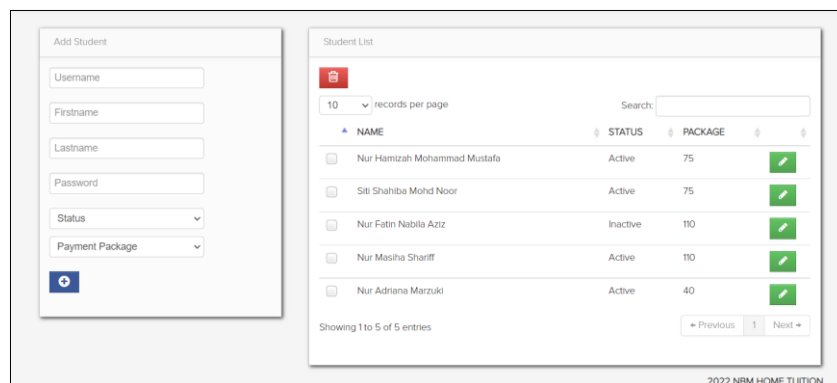 Add Student
Username
Firstname
Lastname
Password
Status
Payment Package
Student List
10 records per page
Search:
NAME STATUS PACKAGE
Nur Hamizah Mohammad Mustafa Active 75
Siti Shahiba Mohd Noor Active 75
Nur Fatin Nabila Aziz Inactive 110
Nur Masiha Shariff Active 110
Nur Adriana Marzuki Active 40
Showing 1 to 5 of 5 entries
← Previous 1 Next →
2022 NBM HOME TUITION